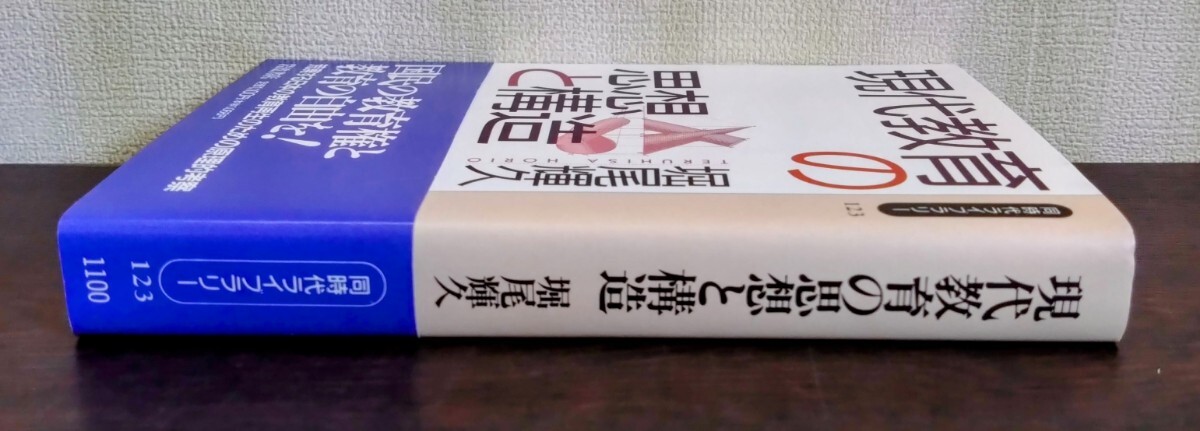 現代教育の
思想
と構造
TERUHISA HORIO
堀尾輝久
同時代ライブラリー
123
国民の教育権と
教育の自由を!
現代教育の思想と構造
堀尾輝久
同時代ライブラリー
123
1100